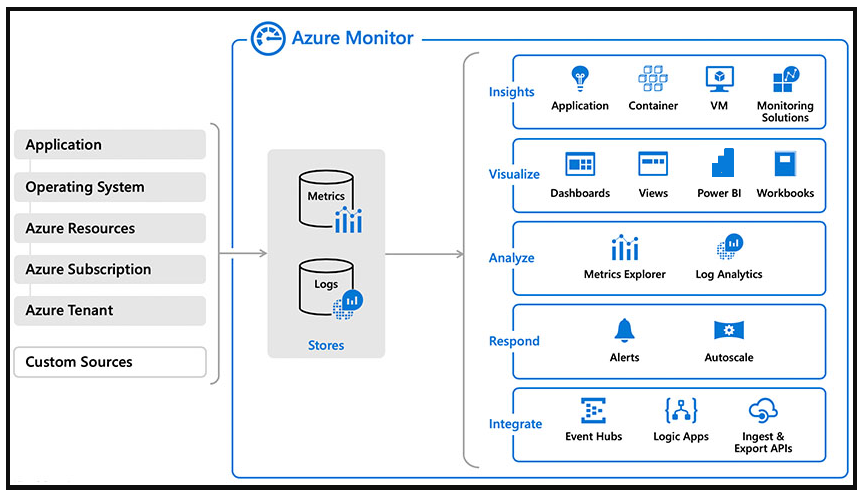 Azure Monitor
Application
Operating System
Azure Resources
Azure Subscription
Azure Tenant
Custom Sources
Metrics
Logs
Stores
Insights
Application
Container
VM
Monitoring
Solutions
Visualize
Dashboards
Views
Power BI
Workbooks
Analyze
Metrics Explorer
Log Analytics
Respond
Alerts
Autoscale
Integrate
Event Hubs
Logic Apps
Ingest &
Export APIs